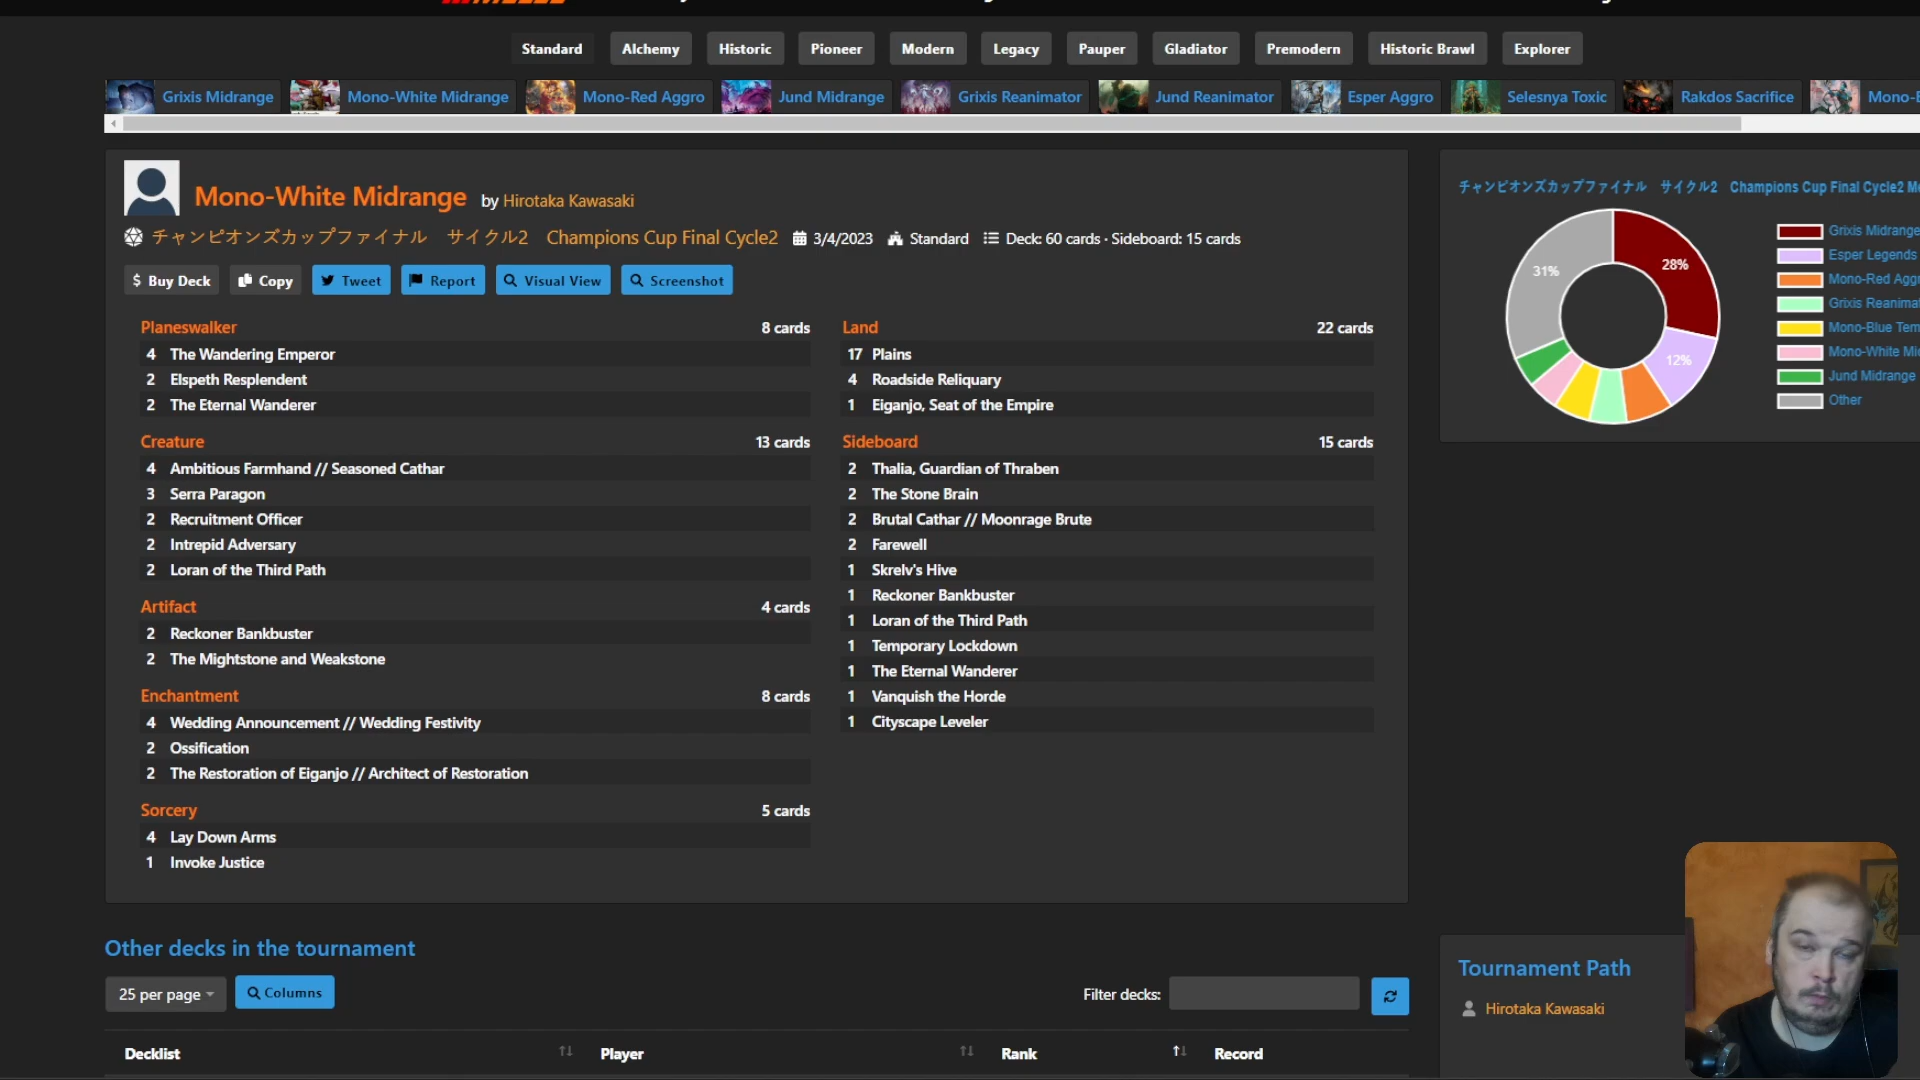 Standard Alchemy Historic Pioneer Modern Legacy Pauper Gladiator Premodern Historic Brawl Explorer
Grixis Midrange Mono-White Midrange Mono-Red Aggro Jund Midrange Grixis Reanimator Jund Reanimator Esper Aggro Selesnya Toxic Rakdos Sacrifice Mono-B
Mono-White Midrange by Hirotaka Kawasaki
チャンピオンズカップファイナル サイクル2 Champions Cup Final Cycle2 3/4/2023 Standard Deck: 60 cards · Sideboard: 15 cards
$ Buy Deck Copy Tweet Report Visual View Screenshot
Planeswalker 8 cards
4 The Wandering Emperor
2 Elspeth Resplendent
2 The Eternal Wanderer
Creature 13 cards
4 Ambitious Farmhand // Seasoned Cathar
3 Serra Paragon
2 Recruitment Officer
2 Intrepid Adversary
2 Loran of the Third Path
Artifact 4 cards
2 Reckoner Bankbuster
2 The Mightstone and Weakstone
Enchantment 8 cards
4 Wedding Announcement // Wedding Festivity
2 Ossification
2 The Restoration of Eiganjo // Architect of Restoration
Sorcery 5 cards
4 Lay Down Arms
1 Invoke Justice
Land 22 cards
17 Plains
4 Roadside Reliquary
1 Eiganjo, Seat of the Empire
Sideboard 15 cards
2 Thalia, Guardian of Thraben
2 The Stone Brain
2 Brutal Cathar // Moonrage Brute
2 Farewell
1 Skrelv's Hive
1 Reckoner Bankbuster
1 Loran of the Third Path
1 Temporary Lockdown
1 The Eternal Wanderer
1 Vanquish the Horde
1 Cityscape Leveler
チャンピオンズカップファイナル サイクル2 Champions Cup Final Cycle2 Me
31%
28%
12%
Grixis Midrange
Esper Legends
Mono-Red Aggr
Grixis Reanimat
Mono-Blue Tem
Mono-White Mi
Jund Midrange
Other
Other decks in the tournament
25 per page Columns Filter decks:
Decklist Player Rank Record
Tournament Path
Hirotaka Kawasaki